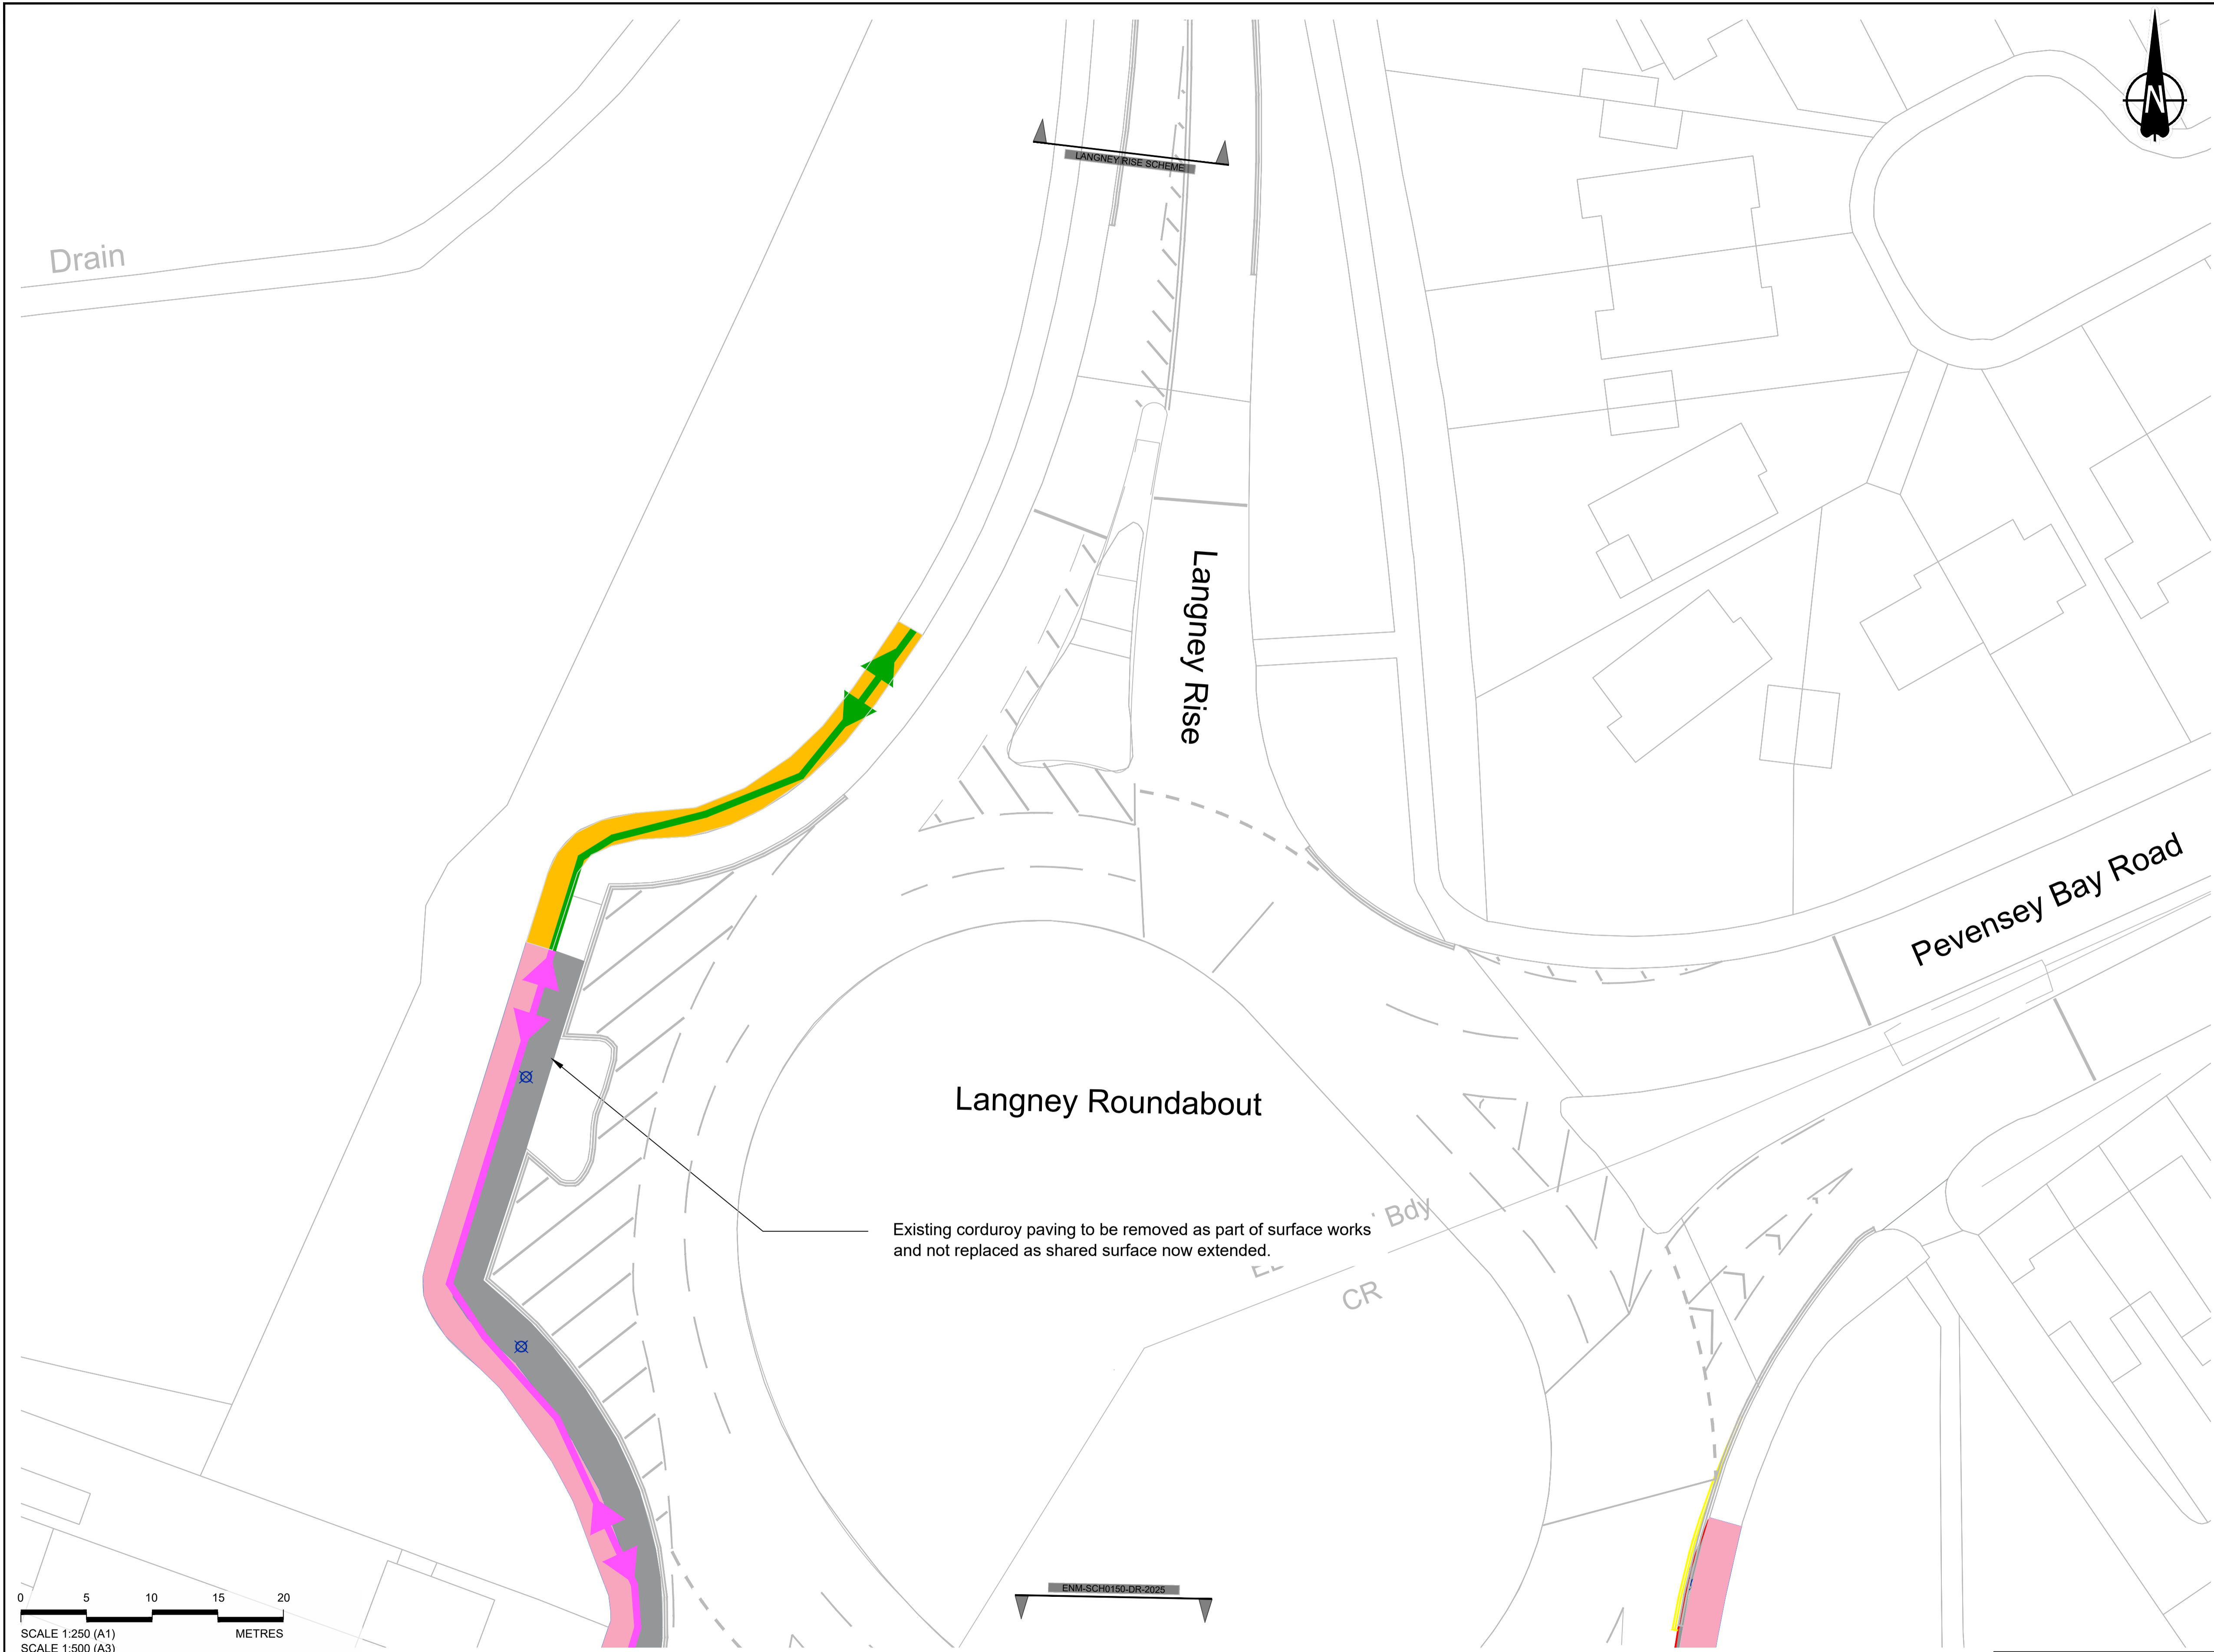 N
LANGNEY RISE SCHEME
Drain
Langney Rise
Pevensey Bay Road
Langney Roundabout
Bdy
Existing corduroy paving to be removed as part of surface works
and not replaced as shared surface now extended.
CR
ENM-SCH0150-DR-2025
0 5 10 15 20
SCALE 1:250 (A1) METRES
SCALE 1:500 (A3)